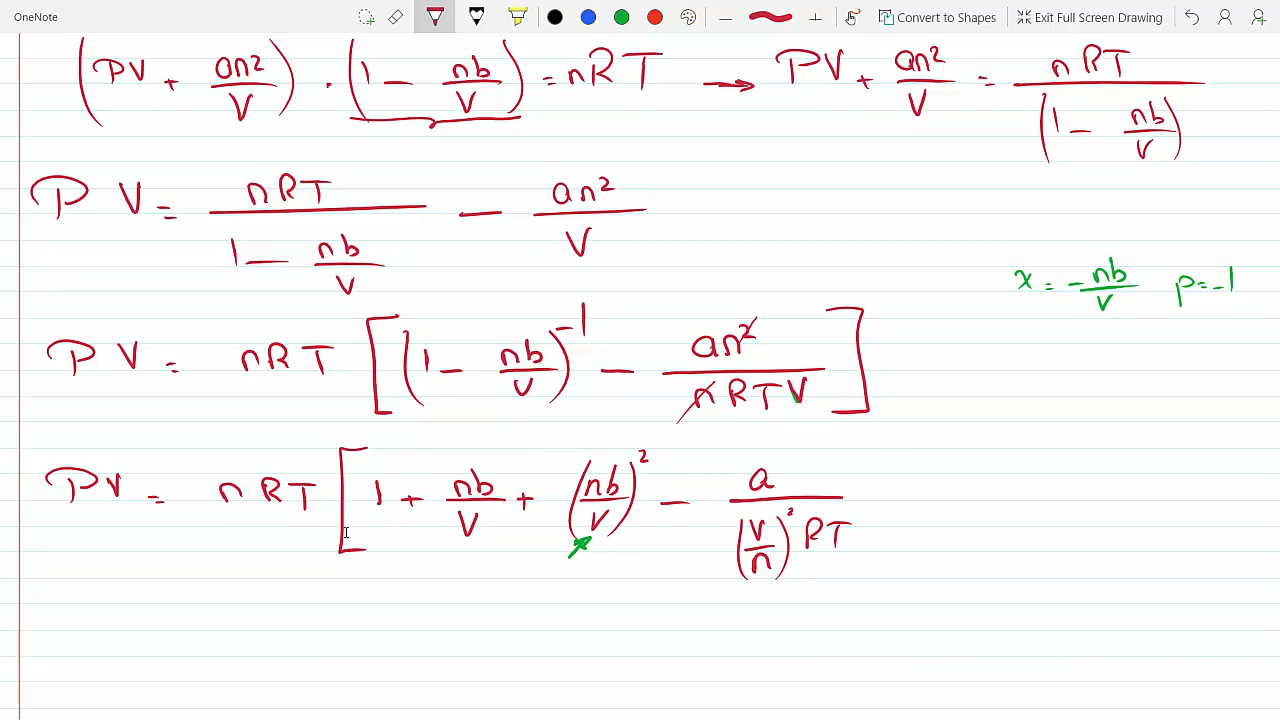 OneNote
Convert to Shapes Exit Full Screen Drawing
(PV + an²/V) · (1 − nb/V) = nRT → PV + an²/V = nRT/(1 − nb/V)
PV = nRT/(1 − nb/V) − an²/V
x = −nb/V p=−1
PV = nRT [(1 − nb/V)⁻¹ − an²/nRTV]
PV = nRT [1 + nb/V + (nb/V)² − a/((V/n)² RT)